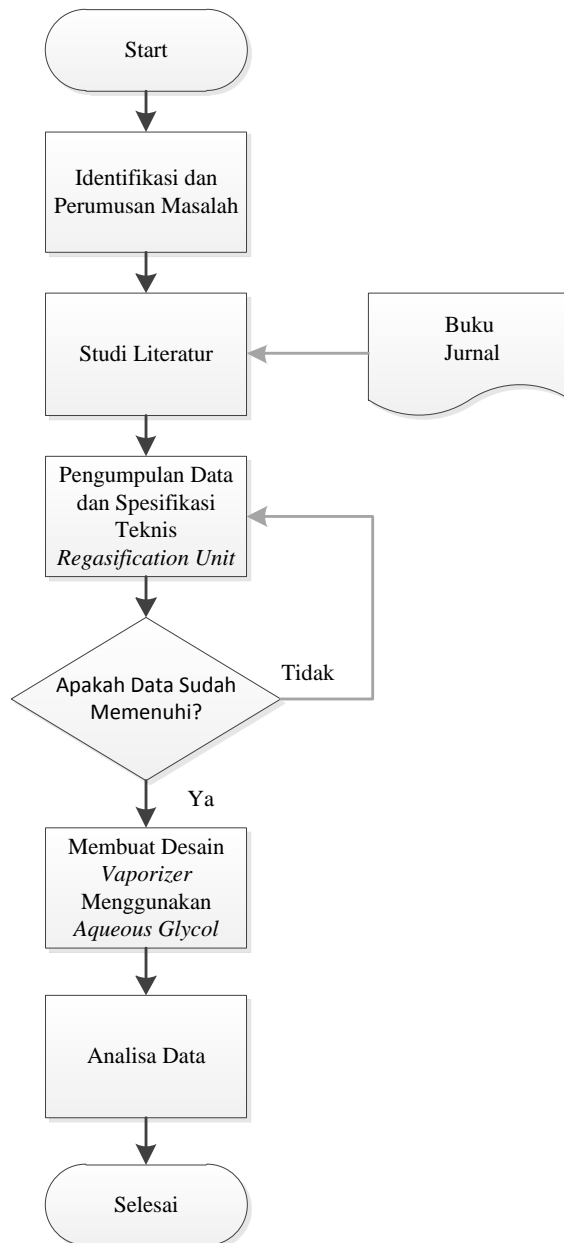 Start
Identifikasi dan
Perumusan Masalah
Studi Literatur
Buku
Jurnal
Pengumpulan Data
dan Spesifikasi
Teknis
Regasification Unit
Apakah Data Sudah
Memenuhi?
Tidak
Ya
Membuat Desain
Vaporizer
Menggunakan
Aqueous Glycol
Analisa Data
Selesai